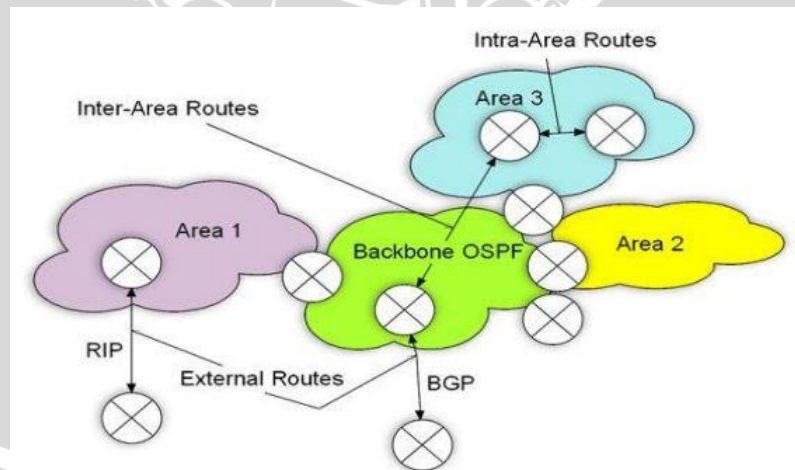 Intra-Area Routes
Area 3
Inter-Area Routes
Area 1
Backbone OSPF
Area 2
RIP
External Routes
BGP